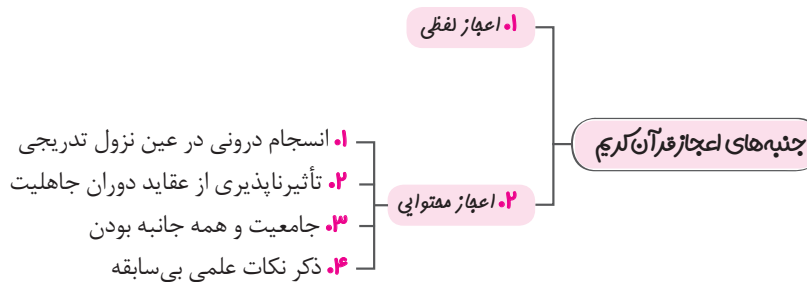 جنبه‌های اعجاز قرآن کریم
۱. اعجاز لفظی
۲. اعجاز محتوایی
۱. انسجام درونی در عین نزول تدریجی
۲. تأثیرناپذیری از عقاید دوران جاهلیت
۳. جامعیت و همه جانبه بودن
۴. ذکر نکات علمی بی‌سابقه